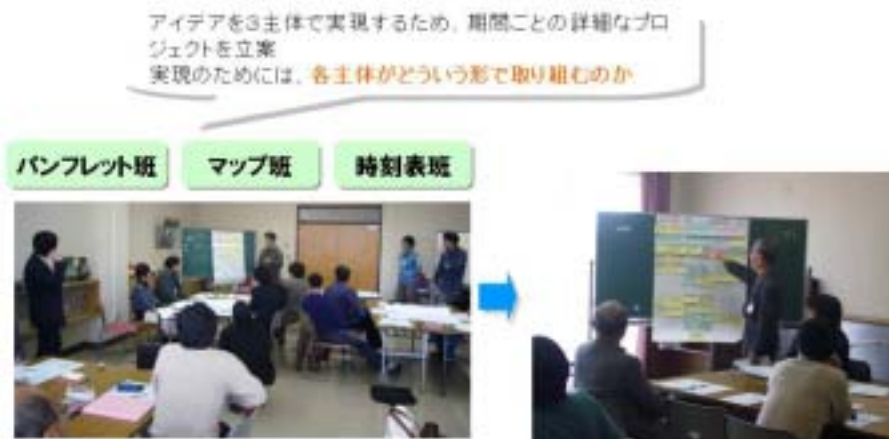 アイデアを3主体で実現するため、期間ごとの詳細なプロ
ジェクトを立案
実現のためには、各主体がどういう形で取り組むのか
パンフレット班
マップ班
時刻表班